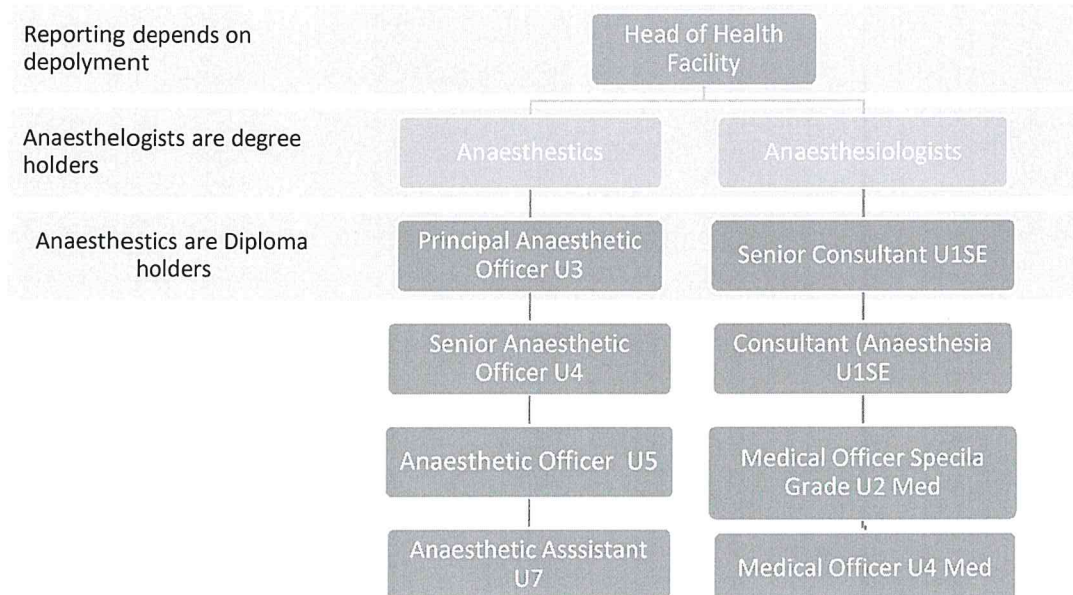 Reporting depends on
depolyment
Head of Health
Facility
Anaesthelogists are degree
holders
Anaesthestics
Anaesthesiologists
Anaesthestics are Diploma
holders
Principal Anaesthetic
Officer U3
Senior Consultant U1SE
Senior Anaesthetic
Officer U4
Consultant (Anaesthesia
U1SE
Anaesthetic Officer U5
Medical Officer Specila
Grade U2 Med
Anaesthetic Asssistant
U7
Medical Officer U4 Med